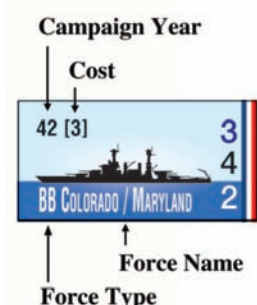 Campaign Year
Cost
42 [3]
3
4
BB COLORADO / MARYLAND 2
Force Name
Force Type